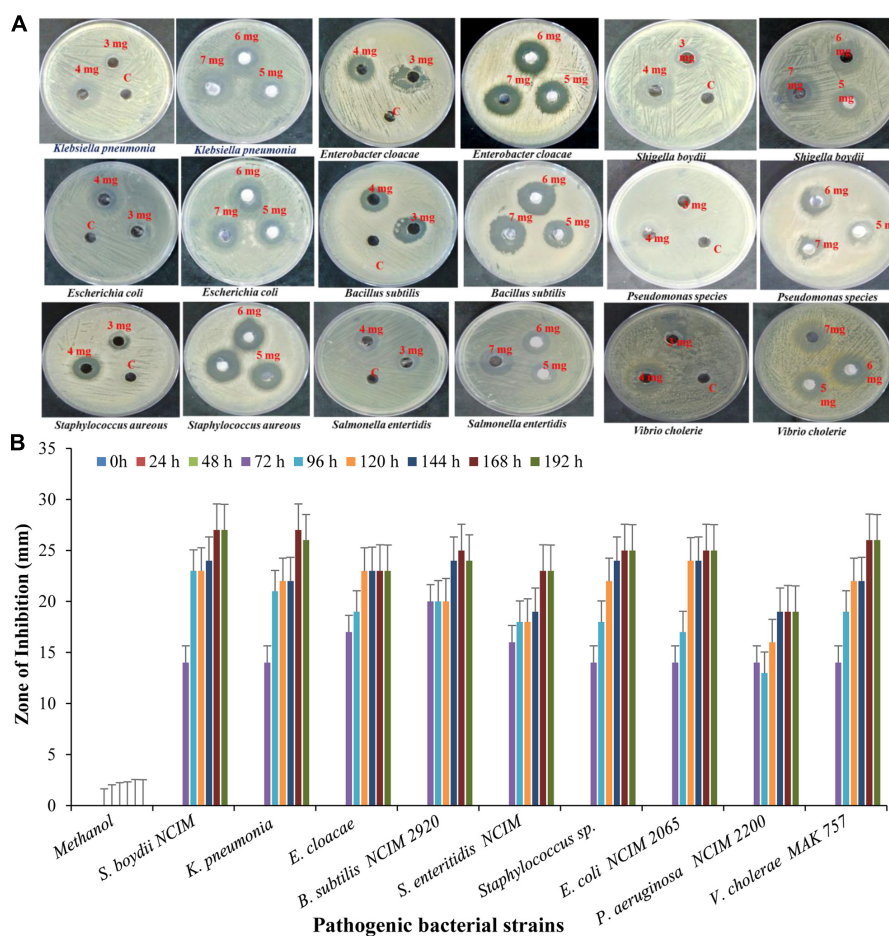 A
3 mg
4 mg
C
Klebsiella pneumonia
6 mg
7 mg
5 mg
Klebsiella pneumonia
4 mg
3 mg
C
Enterobacter cloacae
6 mg
7 mg
5 mg
Enterobacter cloacae
3
mg
4 mg
C
Shigella boydii
6
mg
7
mg
5
mg
Shigella boydii
4 mg
3 mg
C
Escherichia coli
6 mg
7 mg
5 mg
Escherichia coli
4 mg
3 mg
C
Bacillus subtilis
6 mg
7 mg
5 mg
Bacillus subtilis
3 mg
4 mg
C
Pseudomonas species
6 mg
5 m
7 mg
Pseudomonas species
3 mg
4 mg
C
Staphylococcus aureous
6 mg
5 mg
Staphylococcus aureous
4 mg
3 mg
C
Salmonella entertidis
6 mg
7 mg
5 mg
Salmonella entertidis
mg
mg
C
Vibrio cholerie
7mg
6
mg
5
mg
Vibrio cholerie
B
35
30
25
20
15
10
5
0
Zone of Inhibition (mm)
0h 24 h 48 h 72 h 96 h 120 h 144 h 168 h 192 h
Methanol
S. boydii NCIM
K. pneumonia
E. cloacae
B. subtilis NCIM 2920
S. enteritidis NCIM
Staphylococcus sp.
E. coli NCIM 2065
P. aeruginosa NCIM 2200
V. cholerae MAK 757
Pathogenic bacterial strains